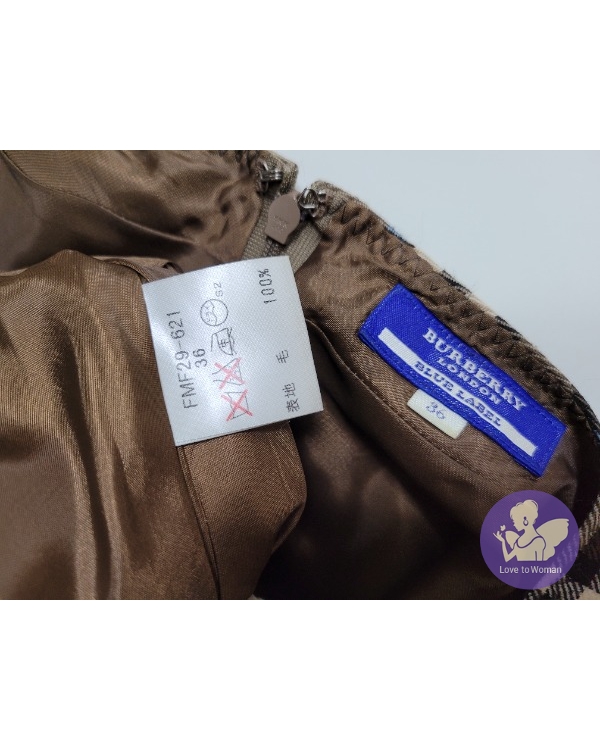 FMF29-621
36
表地 毛 100%
BURBERRY
LONDON
BLUE LABEL
36
Love to Woman